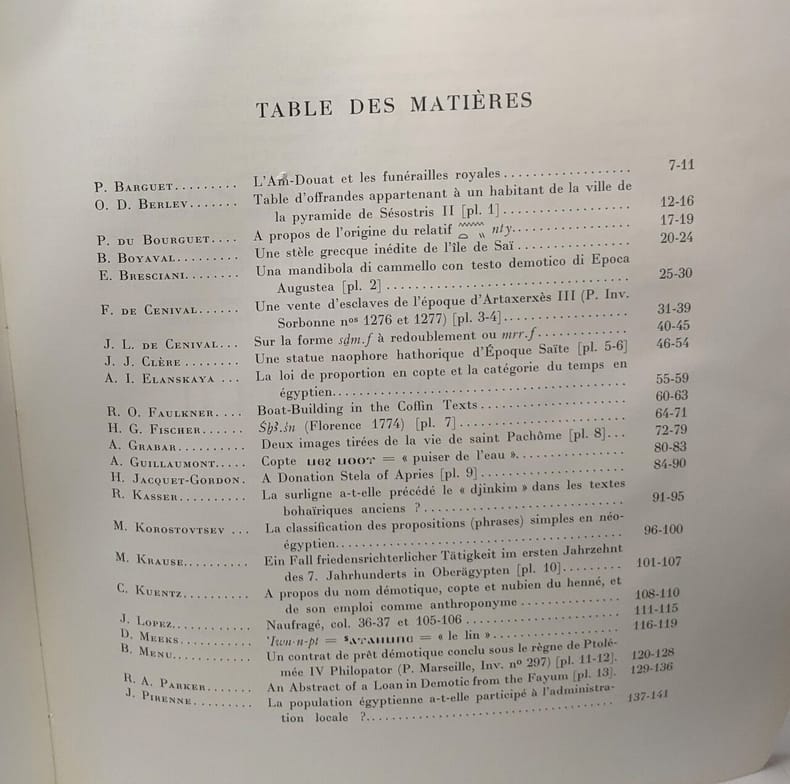 TABLE DES MATIÈRES
P. Barguet......... L'Am-Douat et les funérailles royales.................. 7-11
O. D. Berlev....... Table d'offrandes appartenant à un habitant de la ville de
la pyramide de Sésostris II [pl. 1].................. 12-16
P. du Bourguet.... A propos de l'origine du relatif nty.................. 17-19
B. Boyaval......... Une stèle grecque inédite de l'île de Saï.................. 20-24
E. Bresciani........ Una mandibola di cammello con testo demotico di Epoca
Augustea [pl. 2].................. 25-30
F. de Cenival...... Une vente d'esclaves de l'époque d'Artaxerxès III (P. Inv.
Sorbonne nos 1276 et 1277) [pl. 3-4].................. 31-39
J. L. de Cenival... Sur la forme sḏm.f à redoublement ou mrr.f............. 40-45
J. J. Clère........ Une statue naophore hathorique d'Époque Saïte [pl. 5-6] 46-54
A. I. Elanskaya ... La loi de proportion en copte et la catégorie du temps en
égyptien.................. 55-59
R. O. Faulkner.... Boat-Building in the Coffin Texts.................. 60-63
H. G. Fischer...... Śbꜣ.śn (Florence 1774) [pl. 7].................. 64-71
A. Grabar.......... Deux images tirées de la vie de saint Pachôme [pl. 8]... 72-79
A. Guillaumont..... Copte ⲙⲉϩ ⲙⲟⲟⲩ = « puiser de l'eau ».................. 80-83
H. Jacquet-Gordon. A Donation Stela of Apries [pl. 9].................. 84-90
R. Kasser.......... La surligne a-t-elle précédé le « djinkim » dans les textes
bohaïriques anciens ?.................. 91-95
M. Korostovtsev ... La classification des propositions (phrases) simples en néo-
égyptien.................. 96-100
M. Krause.......... Ein Fall friedensrichterlicher Tätigkeit im ersten Jahrzehnt
des 7. Jahrhunderts in Oberägypten [pl. 10]......... 101-107
C. Kuentz.......... A propos du nom démotique, copte et nubien du henné, et
de son emploi comme anthroponyme.................. 108-110
J. Lopez............ Naufragé, col. 36-37 et 105-106.................. 111-115
D. Meeks........... 'Iwn-n-pt = = « le lin ».................. 116-119
B. Menu............ Un contrat de prêt démotique conclu sous le règne de Ptolé-
mée IV Philopator (P. Marseille, Inv. no 297) [pl. 11-12]. 120-128
R. A. Parker....... An Abstract of a Loan in Demotic from the Fayum [pl. 13]. 129-136
J. Pirenne......... La population égyptienne a-t-elle participé à l'administra-
tion locale ?.................. 137-141